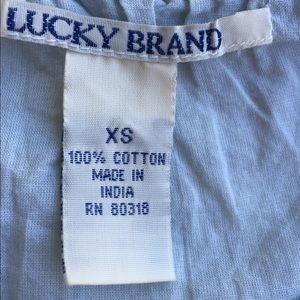 LUCKY BRAND
XS
100% COTTON
MADE IN
INDIA
RN 80318